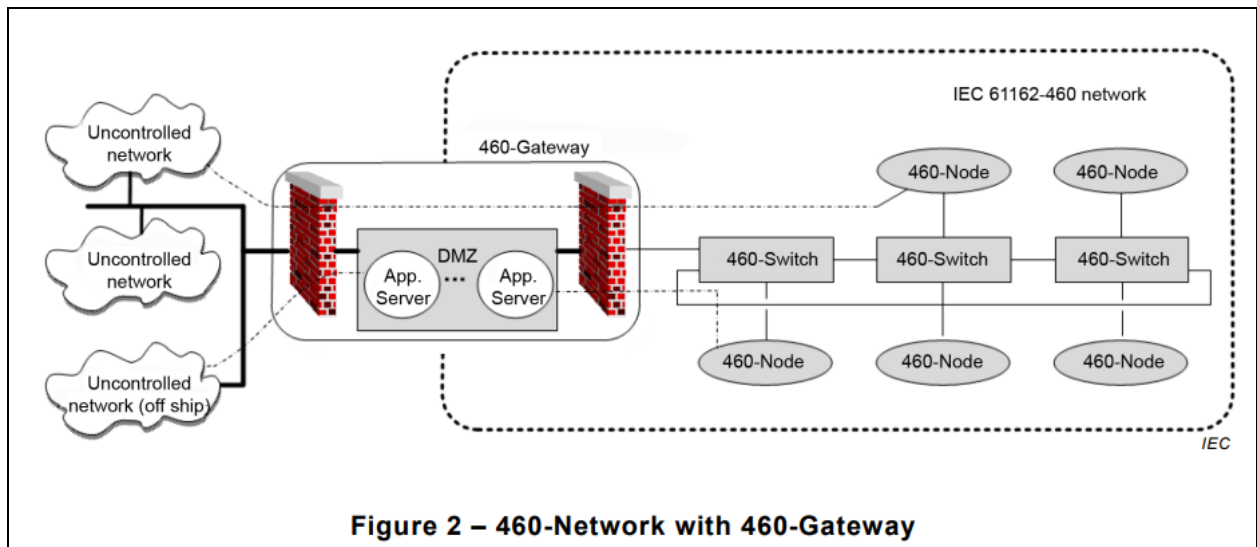 IEC 61162-460 network
Uncontrolled
network
460-Gateway
460-Node
460-Node
Uncontrolled
network
DMZ
App.
Server
...
App.
Server
460-Switch
460-Switch
460-Switch
Uncontrolled
network (off ship)
460-Node
460-Node
460-Node
IEC
Figure 2 – 460-Network with 460-Gateway